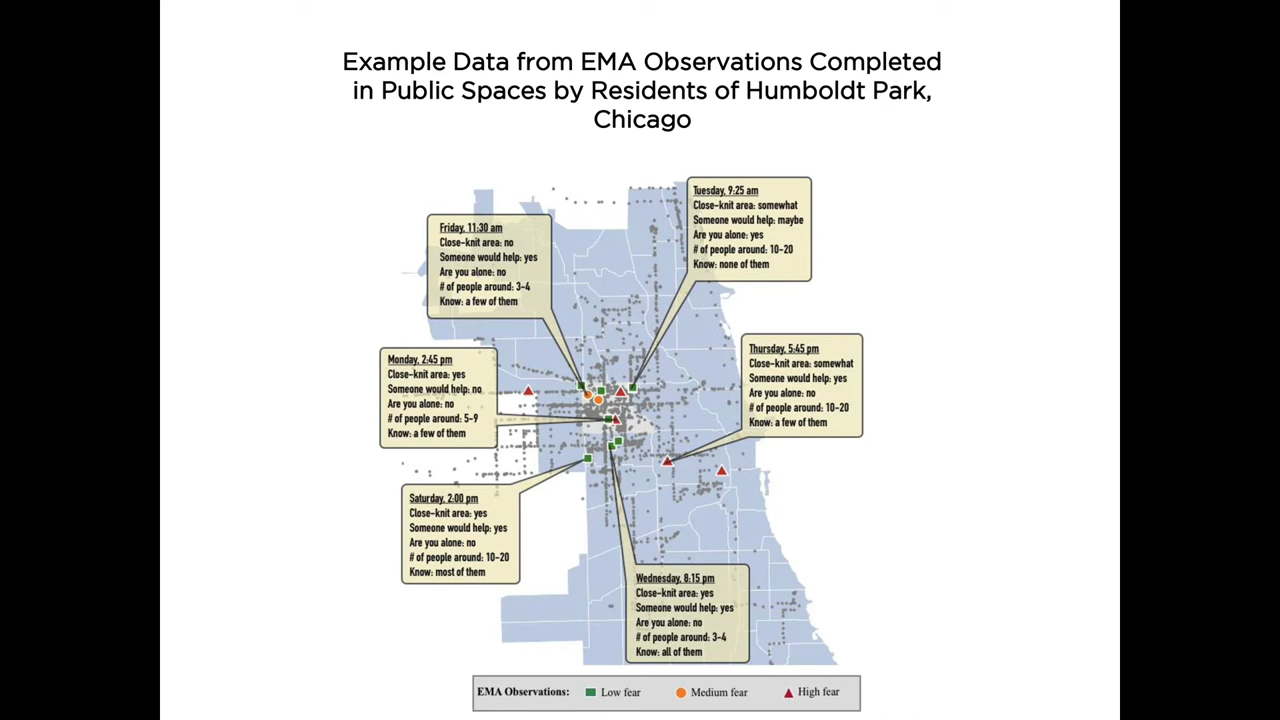 Example Data from EMA Observations Completed
in Public Spaces by Residents of Humboldt Park,
Chicago
Tuesday, 9:25 am
Close-knit area: somewhat
Someone would help: maybe
Are you alone: yes
# of people around: 10-20
Know: none of them
Friday, 11:30 am
Close-knit area: no
Someone would help: yes
Are you alone: no
# of people around: 3-4
Know: a few of them
Thursday, 5:45 pm
Close-knit area: somewhat
Someone would help: yes
Are you alone: no
# of people around: 10-20
Know: a few of them
Monday, 2:45 pm
Close-knit area: yes
Someone would help: no
Are you alone: no
# of people around: 5-9
Know: a few of them
Saturday, 2:00 pm
Close-knit area: yes
Someone would help: yes
Are you alone: no
# of people around: 10-20
Know: most of them
Wednesday, 8:15 pm
Close-knit area: yes
Someone would help: yes
Are you alone: no
# of people around: 3-4
Know: all of them
EMA Observations: Low fear Medium fear High fear